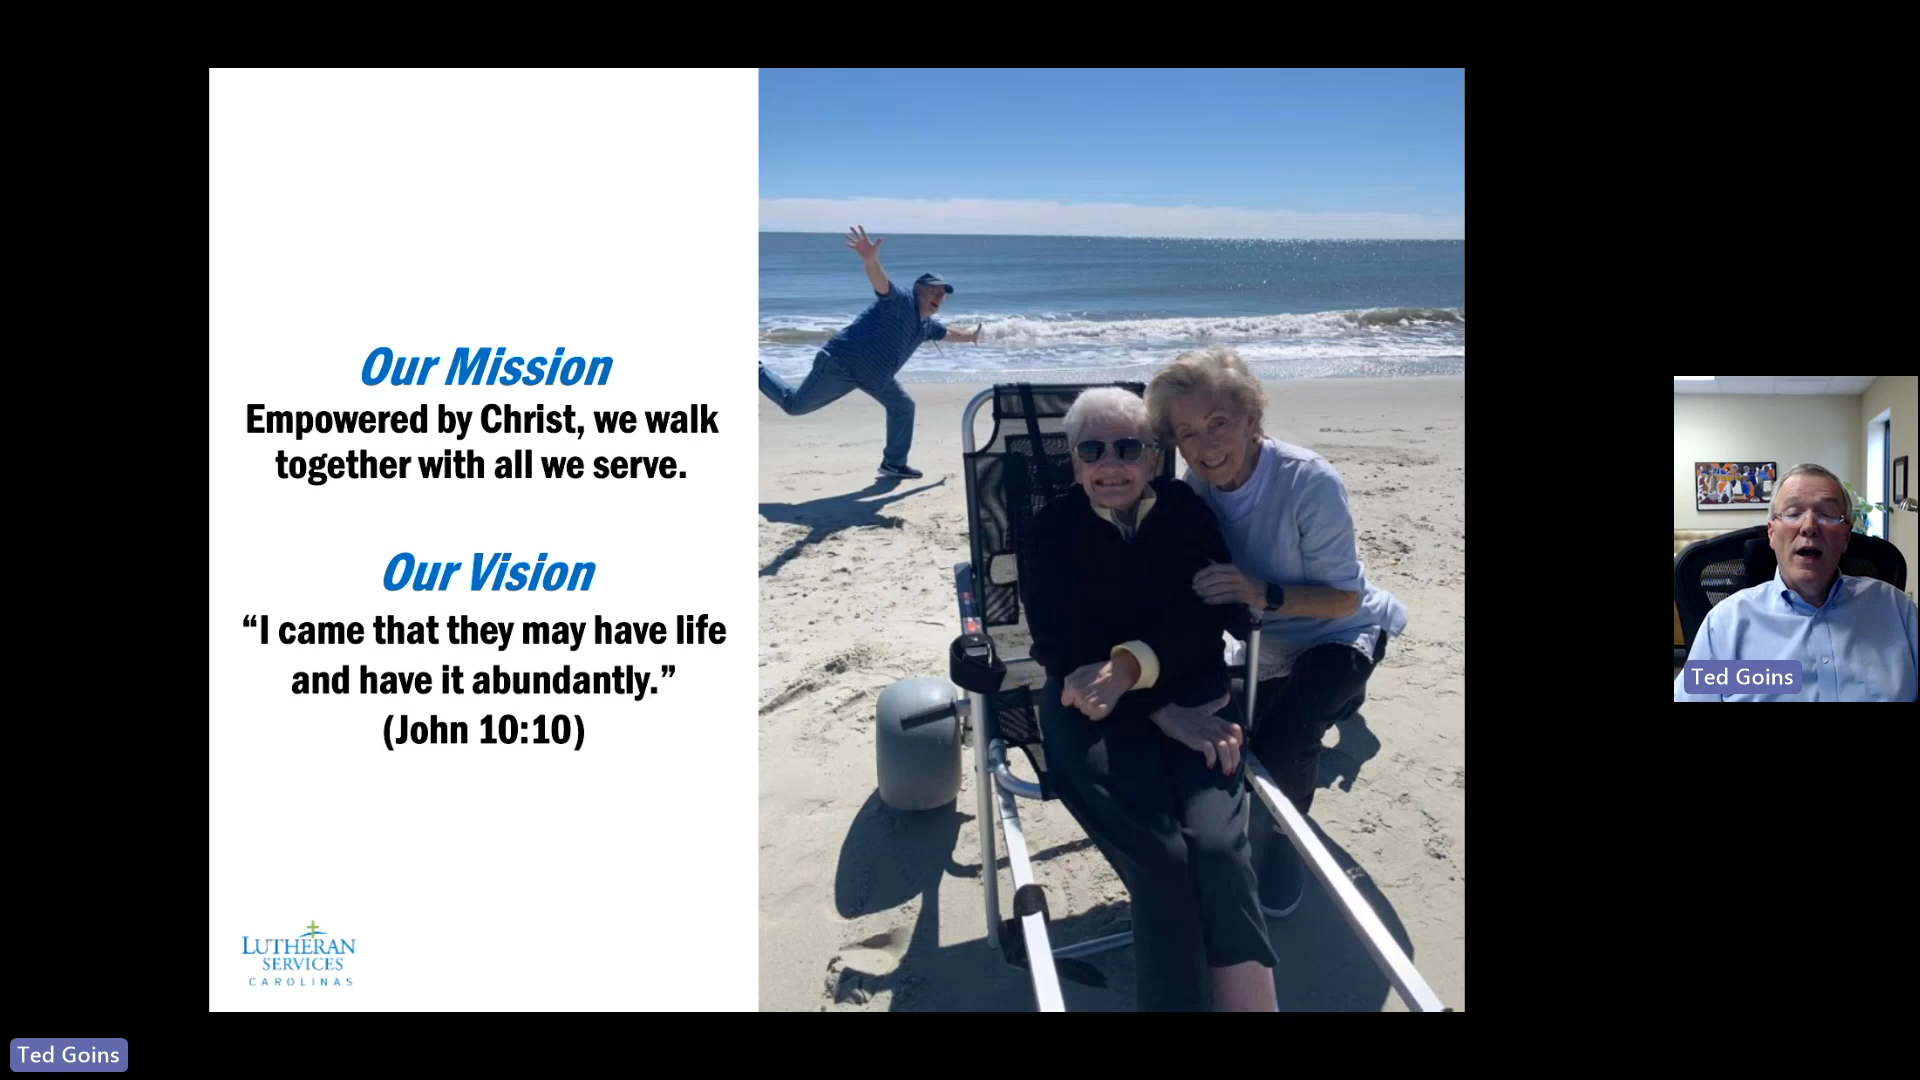 Our Mission
Empowered by Christ, we walk
together with all we serve.
Our Vision
“I came that they may have life
and have it abundantly.”
(John 10:10)
LUTHERAN
SERVICES
CAROLINAS
Ted Goins
Ted Goins